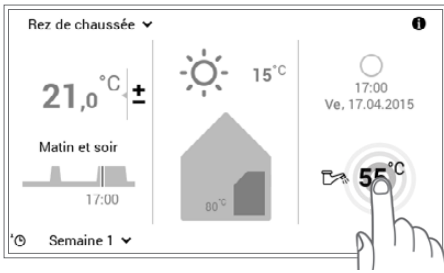 Rez de chaussée
21,0 °C ±
Matin et soir
17:00
Semaine 1
15°C
80°C
17:00
Ve, 17.04.2015
55°C